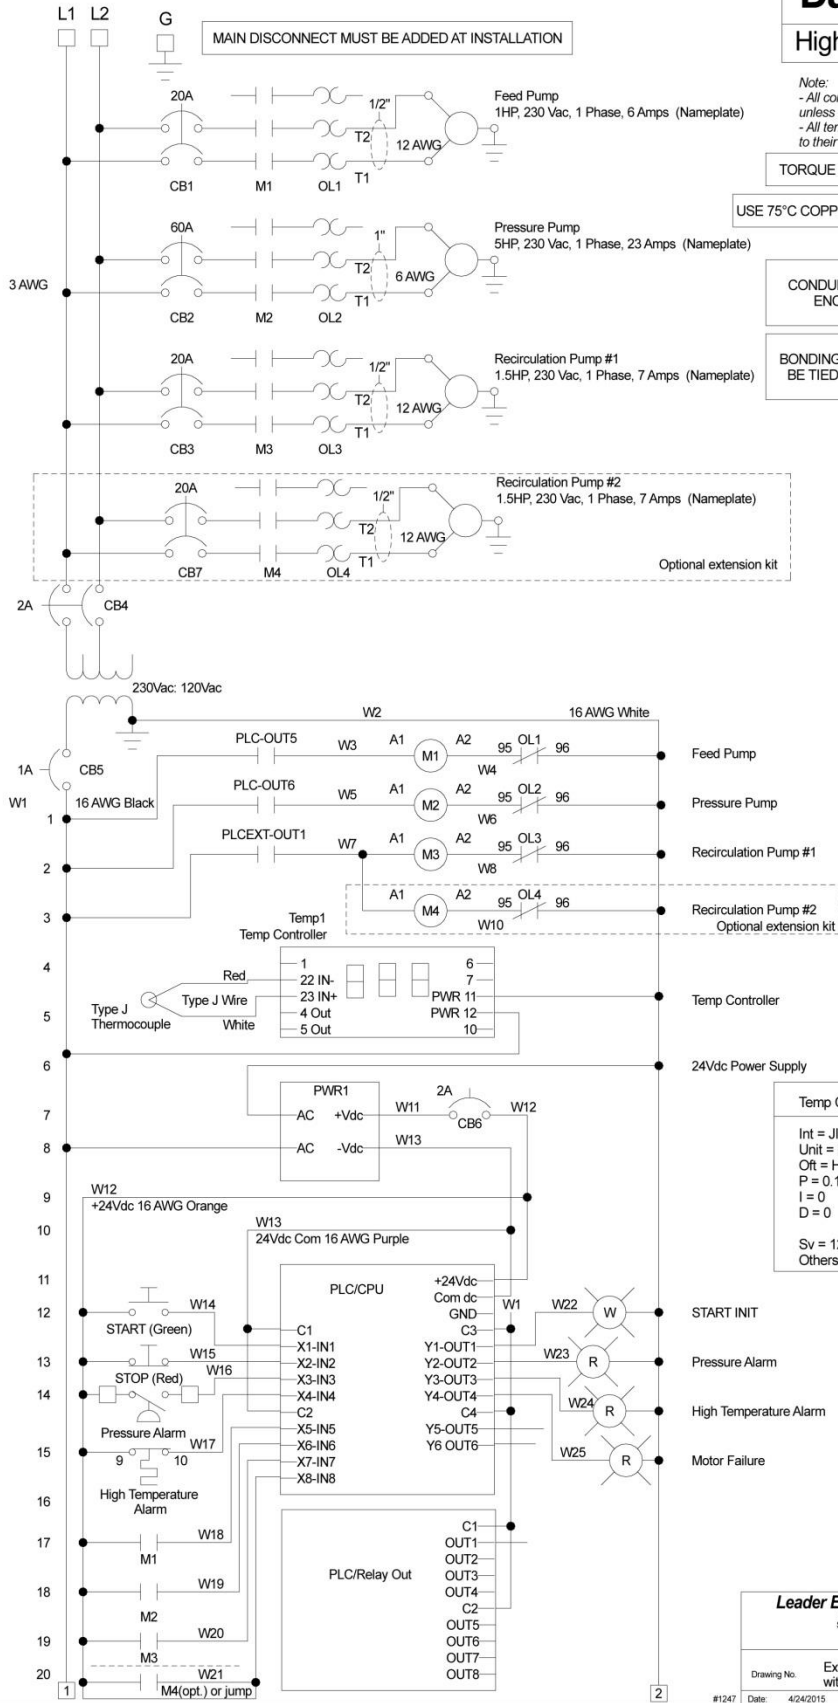 L1 L2 G
MAIN DISCONNECT MUST BE ADDED AT INSTALLATION
High
Note:
- All co
unless
- All ter
to their
TORQUE
USE 75°C COPP
BONDING
BE TIED
20A
1/2"
Feed Pump
1HP, 230 Vac, 1 Phase, 6 Amps (Nameplate)
T2 12 AWG
T1
CB1 M1 OL1
60A
1"
Pressure Pump
5HP, 230 Vac, 1 Phase, 23 Amps (Nameplate)
T2 6 AWG
3 AWG
T1
CB2 M2 OL2
20A
1/2"
Recirculation Pump #1
1.5HP, 230 Vac, 1 Phase, 7 Amps (Nameplate)
T2 12 AWG
T1
CB3 M3 OL3
20A
1/2"
Recirculation Pump #2
1.5HP, 230 Vac, 1 Phase, 7 Amps (Nameplate)
T2 12 AWG
T1
CB7 M4 OL4
Optional extension kit
2A CB4
230Vac: 120Vac
W2 16 AWG White
PLC-OUT5 W3 A1 M1 A2 95 OL1 96 Feed Pump
W4
1A CB5
W1 16 AWG Black
1
PLC-OUT6 W5 A1 M2 A2 95 OL2 96 Pressure Pump
W6
2
PLCEXT-OUT1 W7 A1 M3 A2 95 OL3 96 Recirculation Pump #1
W8
3
A1 M4 A2 95 OL4 96 Recirculation Pump #2
W10 Optional extension kit
Temp1
Temp Controller
4
1 6
Red 22 IN- 7
Type J Wire 23 IN+ PWR 11 Temp Controller
Type J
Thermocouple
White 4 Out PWR 12
5
5 Out 10
6 24Vdc Power Supply
PWR1 2A
7 AC +Vdc W11 CB6 W12
8 AC -Vdc W13
Temp C
Unit =
P = 0.1
I = 0
D = 0
Others
9 W12
+24Vdc 16 AWG Orange
10 W13
24Vdc Com 16 AWG Purple
11 PLC/CPU +24Vdc
Com dc
GND W1
12 W14 W22 W START INIT
START (Green)
C1 C3
X1-IN1 Y1-OUT1
13 W15 X2-IN2 Y2-OUT2 W23 R Pressure Alarm
STOP (Red) W16 X3-IN3 Y3-OUT3
14 X4-IN4 Y4-OUT4 W24 R High Temperature Alarm
C2 C4
Pressure Alarm X5-IN5 Y5-OUT5
15 9 10 W17 X6-IN6 Y6 OUT6
X7-IN7 W25 R Motor Failure
X8-IN8
High Temperature
Alarm
16
17 W18
M1
PLC/Relay Out
C1
OUT1
OUT2
OUT3
OUT4
C2
OUT5
OUT6
OUT7
OUT8
18 W19
M2
19 W20
M3
20 W21
M4(opt.) or jump
1 2
Leader
Drawing No. Ex
wit
#1247 Date: 4/24/2015